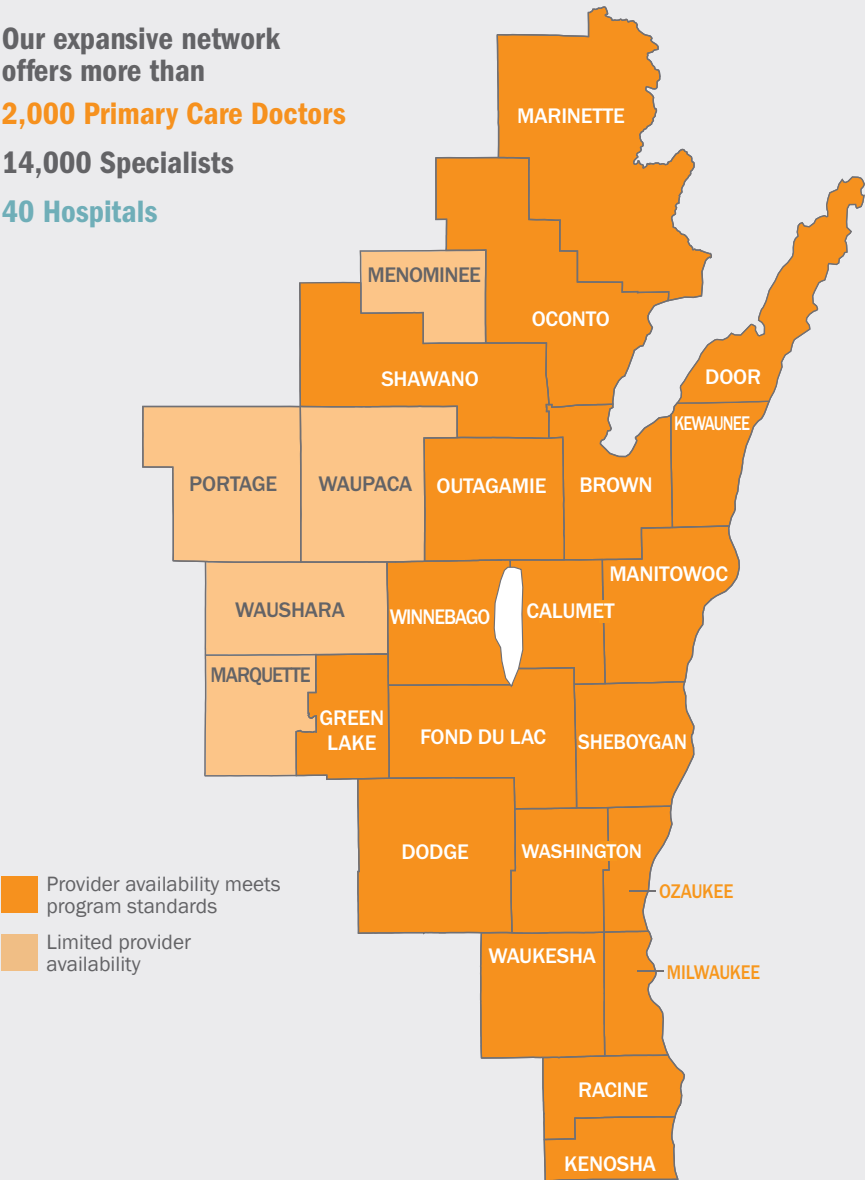 Our expansive network
offers more than
2,000 Primary Care Doctors
14,000 Specialists
40 Hospitals
MARINETTE
MENOMINEE
OCONTO
SHAWANO
DOOR
KEWAUNEE
PORTAGE
WAUPACA
OUTAGAMIE
BROWN
MANITOWOC
WAUSHARA
WINNEBAGO
CALUMET
MARQUETTE
GREEN
LAKE
FOND DU LAC
SHEBOYGAN
DODGE
WASHINGTON
OZAUKEE
WAUKESHA
MILWAUKEE
RACINE
KENOSHA
Provider availability meets
program standards
Limited provider
availability